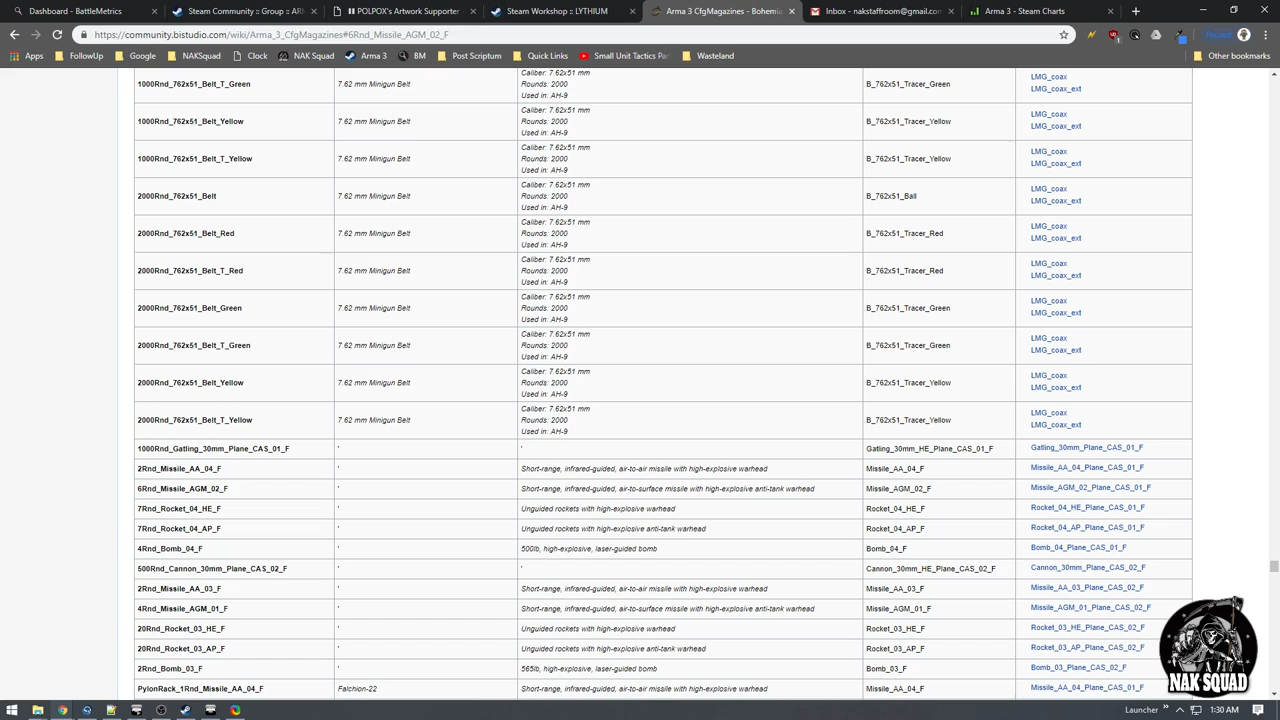 Dashboard - BattleMetrics
Steam Community :: Group :: ARM
POLPOX's Artwork Supporter
Steam Workshop :: LYTHIUM
Arma 3 CfgMagazines - Bohemi
Gmail - nakstaffroom@gmail.com
Arma 3 - Steam Charts
https://community.bistudio.com/wiki/Arma_3_CfgMagazines#6Rnd_Missile_AGM_02_F
Paused
Apps FollowUp Google NAKSquad Clock NAK Squad Arma 3 BM Post Scriptum Quick Links Small Unit Tactics Par Wasteland Other bookmarks
Caliber: 7.62x51 mm LMG_coax
1000Rnd_762x51_Belt_T_Green 7.62 mm Minigun Belt Rounds: 2000 B_762x51_Tracer_Green LMG_coax_ext
Used in: AH-9
Caliber: 7.62x51 mm LMG_coax
1000Rnd_762x51_Belt_Yellow 7.62 mm Minigun Belt Rounds: 2000 B_762x51_Tracer_Yellow LMG_coax_ext
Used in: AH-9
Caliber: 7.62x51 mm LMG_coax
1000Rnd_762x51_Belt_T_Yellow 7.62 mm Minigun Belt Rounds: 2000 B_762x51_Tracer_Yellow LMG_coax_ext
Used in: AH-9
Caliber: 7.62x51 mm LMG_coax
2000Rnd_762x51_Belt 7.62 mm Minigun Belt Rounds: 2000 B_762x51_Ball LMG_coax_ext
Used in: AH-9
Caliber: 7.62x51 mm LMG_coax
2000Rnd_762x51_Belt_Red 7.62 mm Minigun Belt Rounds: 2000 B_762x51_Tracer_Red LMG_coax_ext
Used in: AH-9
Caliber: 7.62x51 mm LMG_coax
2000Rnd_762x51_Belt_T_Red 7.62 mm Minigun Belt Rounds: 2000 B_762x51_Tracer_Red LMG_coax_ext
Used in: AH-9
Caliber: 7.62x51 mm LMG_coax
2000Rnd_762x51_Belt_Green 7.62 mm Minigun Belt Rounds: 2000 B_762x51_Tracer_Green LMG_coax_ext
Used in: AH-9
Caliber: 7.62x51 mm LMG_coax
2000Rnd_762x51_Belt_T_Green 7.62 mm Minigun Belt Rounds: 2000 B_762x51_Tracer_Green LMG_coax_ext
Used in: AH-9
Caliber: 7.62x51 mm LMG_coax
2000Rnd_762x51_Belt_Yellow 7.62 mm Minigun Belt Rounds: 2000 B_762x51_Tracer_Yellow LMG_coax_ext
Used in: AH-9
Caliber: 7.62x51 mm LMG_coax
2000Rnd_762x51_Belt_T_Yellow 7.62 mm Minigun Belt Rounds: 2000 B_762x51_Tracer_Yellow LMG_coax_ext
Used in: AH-9
1000Rnd_Gatling_30mm_Plane_CAS_01_F ' ' Gatling_30mm_HE_Plane_CAS_01_F Gatling_30mm_Plane_CAS_01_F
2Rnd_Missile_AA_04_F ' Short-range, infrared-guided, air-to-air missile with high-explosive warhead Missile_AA_04_F Missile_AA_04_Plane_CAS_01_F
6Rnd_Missile_AGM_02_F ' Short-range, infrared-guided, air-to-surface missile with high-explosive anti-tank warhead Missile_AGM_02_F Missile_AGM_02_Plane_CAS_01_F
7Rnd_Rocket_04_HE_F ' Unguided rockets with high-explosive warhead Rocket_04_HE_F Rocket_04_HE_Plane_CAS_01_F
7Rnd_Rocket_04_AP_F ' Unguided rockets with high-explosive anti-tank warhead Rocket_04_AP_F Rocket_04_AP_Plane_CAS_01_F
4Rnd_Bomb_04_F ' 500lb, high-explosive, laser-guided bomb Bomb_04_F Bomb_04_Plane_CAS_01_F
500Rnd_Cannon_30mm_Plane_CAS_02_F ' ' Cannon_30mm_HE_Plane_CAS_02_F Cannon_30mm_Plane_CAS_02_F
2Rnd_Missile_AA_03_F ' Short-range, infrared-guided, air-to-air missile with high-explosive warhead Missile_AA_03_F Missile_AA_03_Plane_CAS_02_F
4Rnd_Missile_AGM_01_F ' Short-range, infrared-guided, air-to-surface missile with high-explosive anti-tank warhead Missile_AGM_01_F Missile_AGM_01_Plane_CAS_02_F
20Rnd_Rocket_03_HE_F ' Unguided rockets with high-explosive warhead Rocket_03_HE_F Rocket_03_HE_Plane_CAS_02_F
20Rnd_Rocket_03_AP_F ' Unguided rockets with high-explosive anti-tank warhead Rocket_03_AP_F Rocket_03_AP_Plane_CAS_02_F
2Rnd_Bomb_03_F ' 565lb, high-explosive, laser-guided bomb Bomb_03_F Bomb_03_Plane_CAS_02_F
PylonRack_1Rnd_Missile_AA_04_F Falchion-22 Short-range, infrared-guided, air-to-air missile with high-explosive warhead Missile_AA_04_F Missile_AA_04_Plane_CAS_01_F
NAK SQUAD
Launcher 1:30 AM